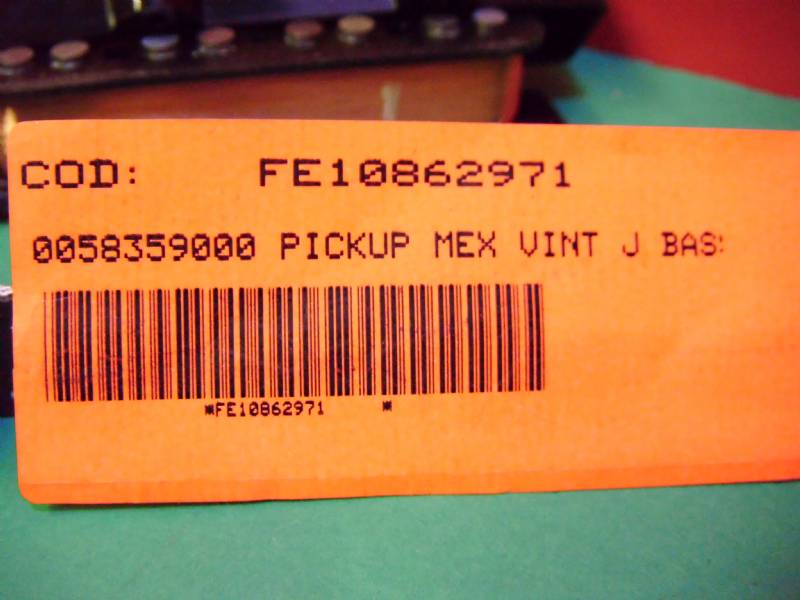 COD: FE10862971
0058359000 PICKUP MEX VINT J BAS
*FE10862971 *